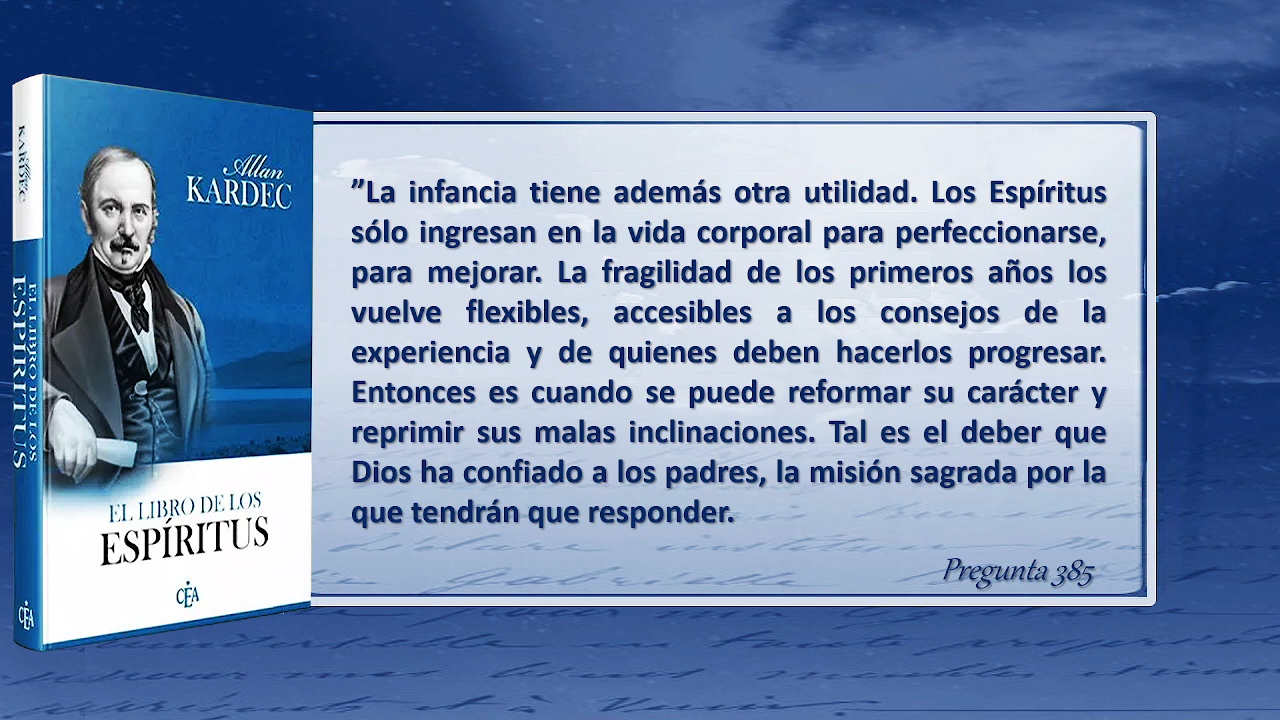 Allan
KARDEC
Allan
KARDEC
EL LIBRO DE LOS
ESPÍRITUS
EL LIBRO DE LOS
ESPÍRITUS
CEA
CEA
”La infancia tiene además otra utilidad. Los Espíritus
sólo ingresan en la vida corporal para perfeccionarse,
para mejorar. La fragilidad de los primeros años los
vuelve flexibles, accesibles a los consejos de la
experiencia y de quienes deben hacerlos progresar.
Entonces es cuando se puede reformar su carácter y
reprimir sus malas inclinaciones. Tal es el deber que
Dios ha confiado a los padres, la misión sagrada por la
que tendrán que responder.
Pregunta 385